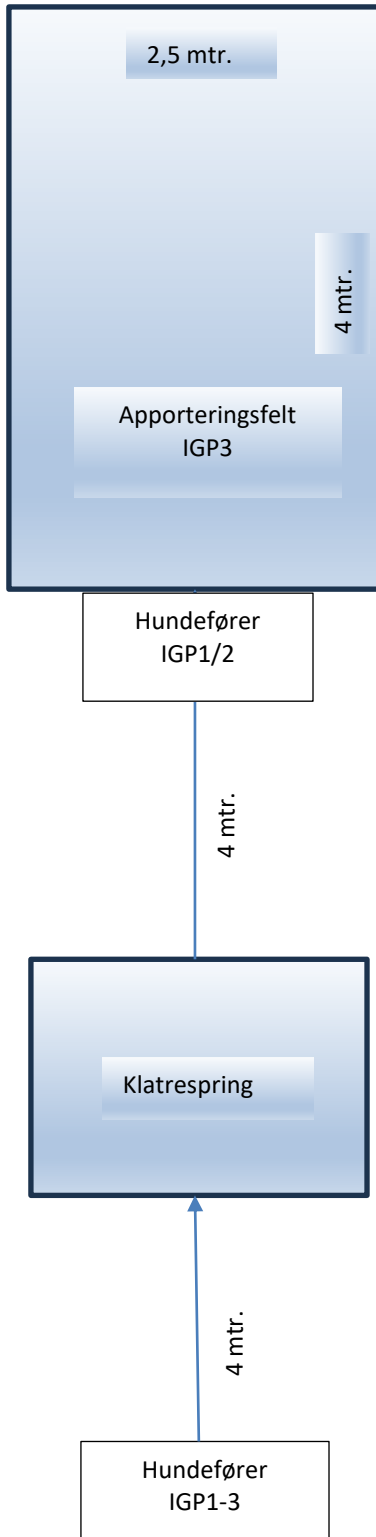 2,5 mtr.
4 mtr.
Apporteringsfelt
IGP3
Hundefører
IGP1/2
4 mtr.
Klatrespring
4 mtr.
Hundefører
IGP1-3